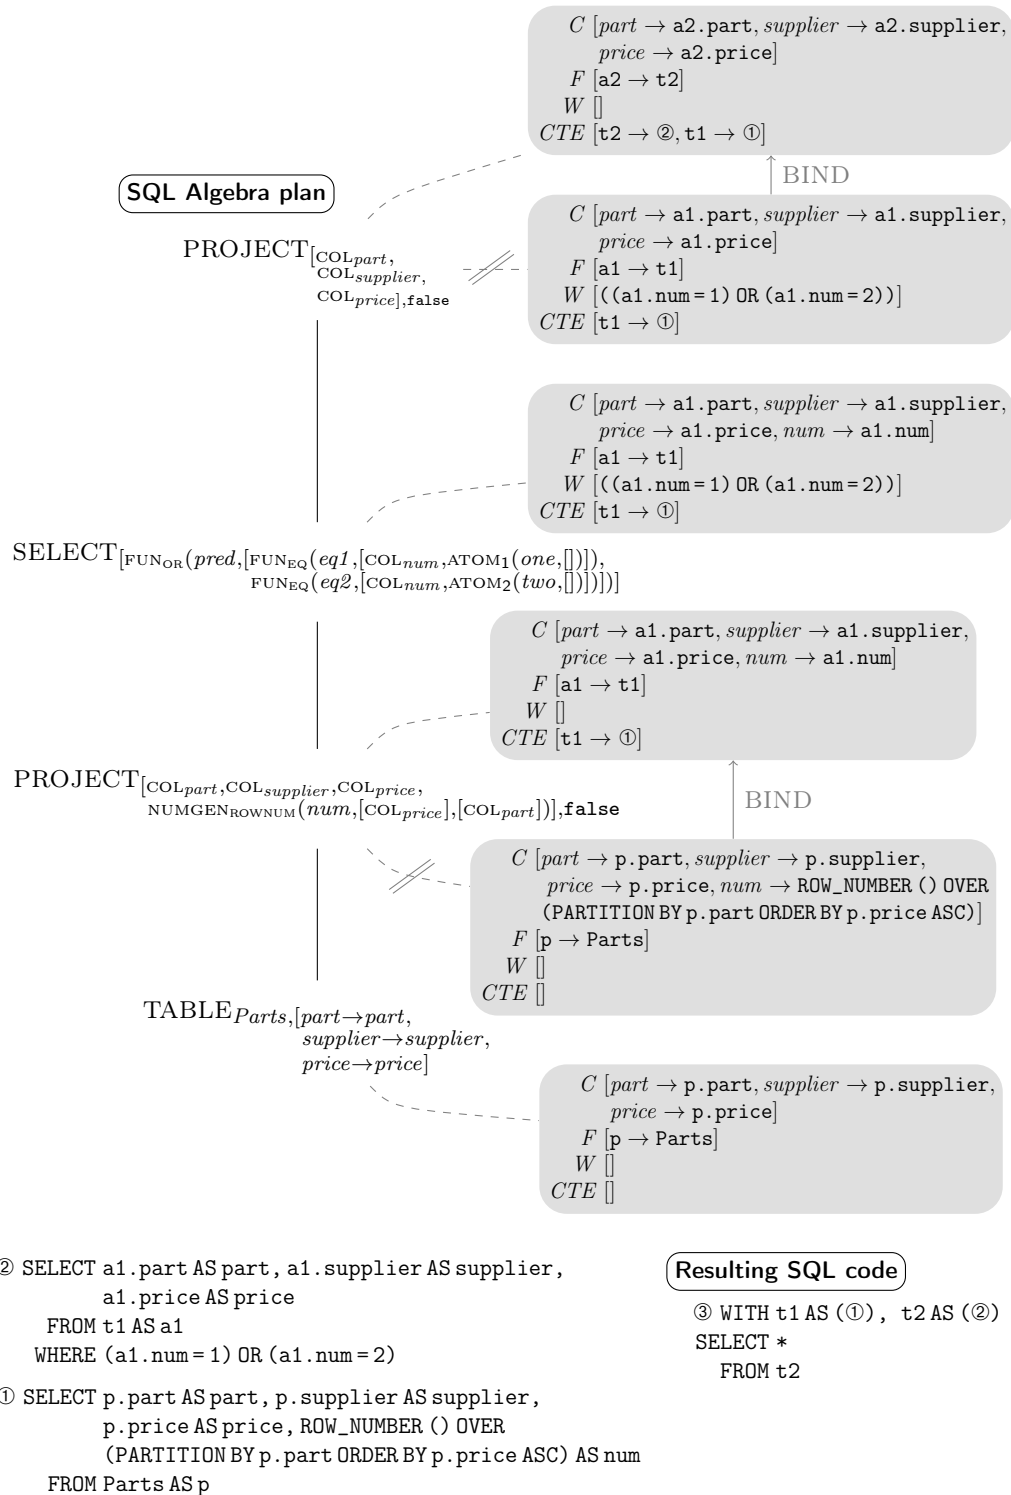 C [part → a2.part, supplier → a2.supplier,
price → a2.price]
F [a2 → t2]
W []
CTE [t2 → ②, t1 → ①]
BIND
SQL Algebra plan
C [part → a1.part, supplier → a1.supplier,
price → a1.price]
F [a1 → t1]
W [((a1.num = 1) OR (a1.num = 2))]
CTE [t1 → ①]
PROJECT[COLpart,
COLsupplier,
COLprice],false
C [part → a1.part, supplier → a1.supplier,
price → a1.price, num → a1.num]
F [a1 → t1]
W [((a1.num = 1) OR (a1.num = 2))]
CTE [t1 → ①]
SELECT[FUNOR(pred,[FUNEQ(eq1,[COLnum,ATOM1(one,[])]),
FUNEQ(eq2,[COLnum,ATOM2(two,[])])])]
C [part → a1.part, supplier → a1.supplier,
price → a1.price, num → a1.num]
F [a1 → t1]
W []
CTE [t1 → ①]
PROJECT[COLpart,COLsupplier,COLprice,
NUMGENROWNUM(num,[COLprice],[COLpart])],false
BIND
C [part → p.part, supplier → p.supplier,
price → p.price, num → ROW_NUMBER () OVER
(PARTITION BY p.part ORDER BY p.price ASC)]
F [p → Parts]
W []
CTE []
TABLEParts,[part→part,
supplier→supplier,
price→price]
C [part → p.part, supplier → p.supplier,
price → p.price]
F [p → Parts]
W []
CTE []
② SELECT a1.part AS part, a1.supplier AS supplier,
a1.price AS price
FROM t1 AS a1
WHERE (a1.num = 1) OR (a1.num = 2)
① SELECT p.part AS part, p.supplier AS supplier,
p.price AS price, ROW_NUMBER () OVER
(PARTITION BY p.part ORDER BY p.price ASC) AS num
FROM Parts AS p
Resulting SQL code
③ WITH t1 AS (①), t2 AS (②)
SELECT *
FROM t2